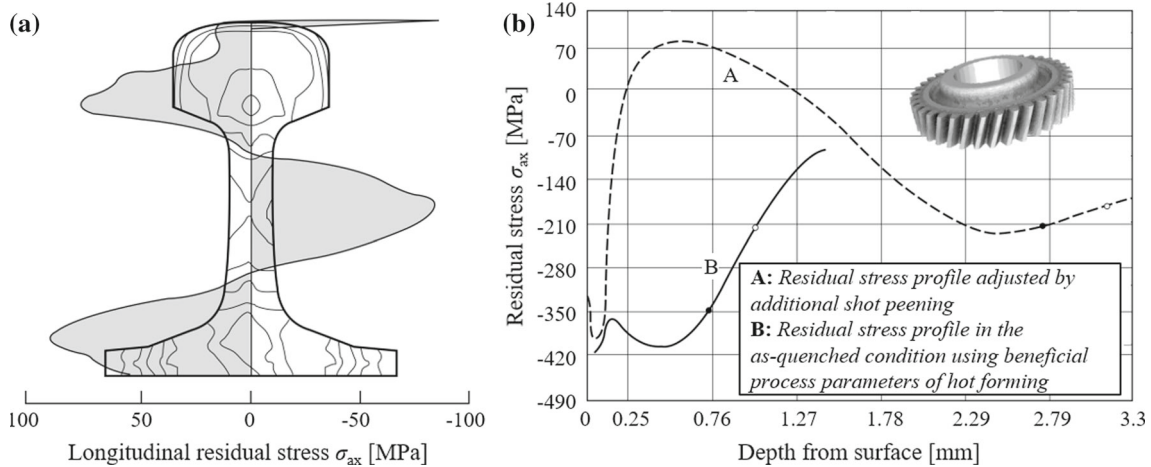 (a)
100
50
0
-50
-100
Longitudinal residual stress σax [MPa]
(b)
140
70
0
-70
-140
-210
-280
-350
-420
-490
Residual stress σax [MPa]
A
B
A: Residual stress profile adjusted by
additional shot peening
B: Residual stress profile in the
as-quenched condition using beneficial
process parameters of hot forming
0
0.25
0.76
1.27
1.78
2.29
2.79
3.3
Depth from surface [mm]